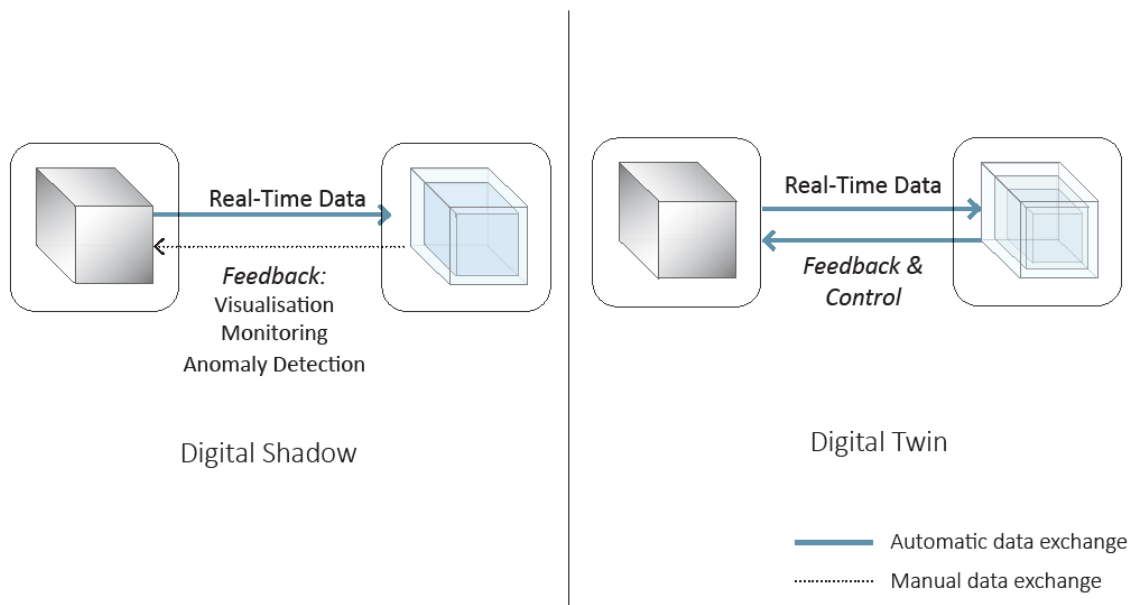 Real-Time Data
Feedback:
Visualisation
Monitoring
Anomaly Detection
Digital Shadow
Real-Time Data
Feedback &
Control
Digital Twin
Automatic data exchange
Manual data exchange